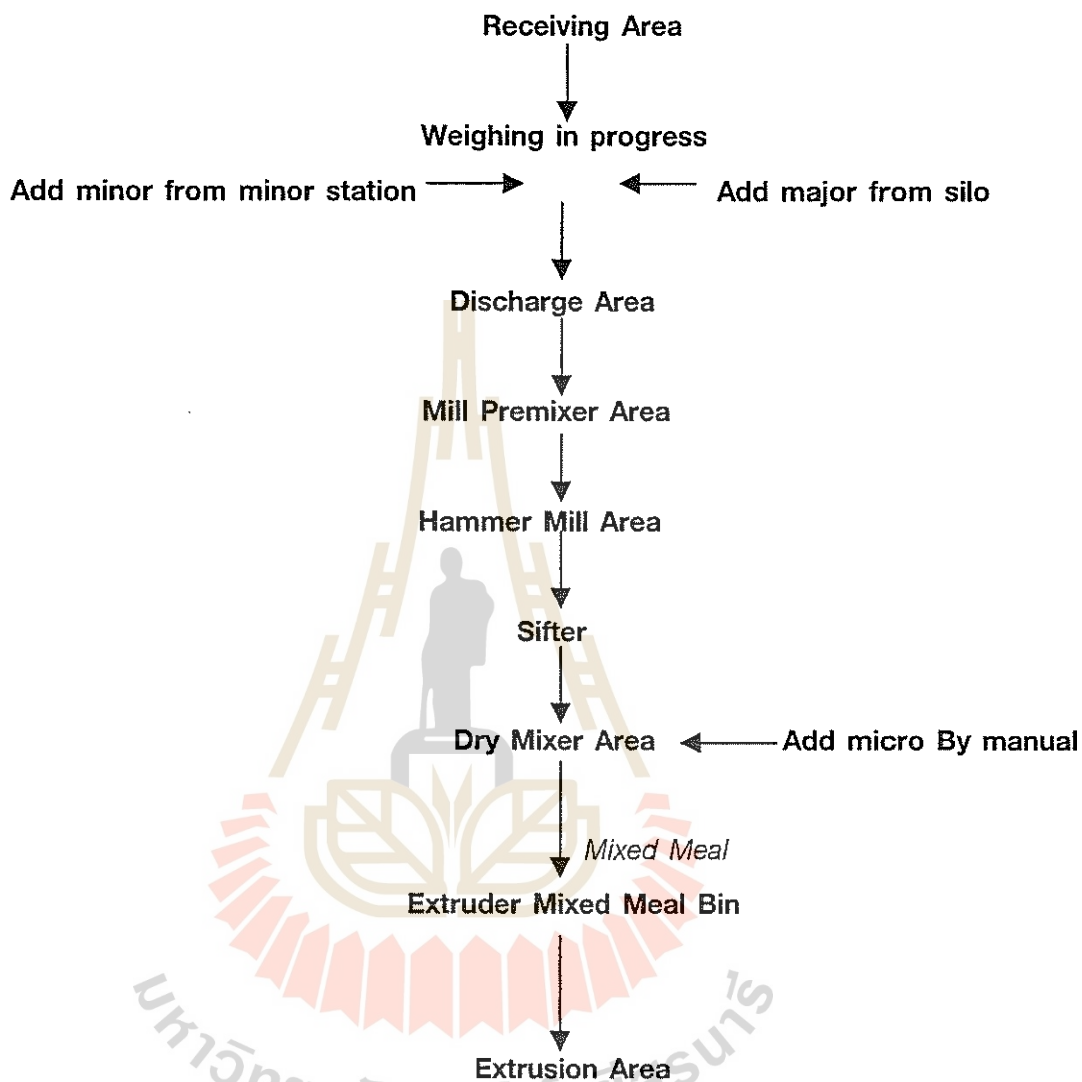 Receiving Area
Weighing in progress
Add minor from minor station
Add major from silo
Discharge Area
Mill Premixer Area
Hammer Mill Area
Sifter
Dry Mixer Area
Add micro By manual
Mixed Meal
Extruder Mixed Meal Bin
Extrusion Area